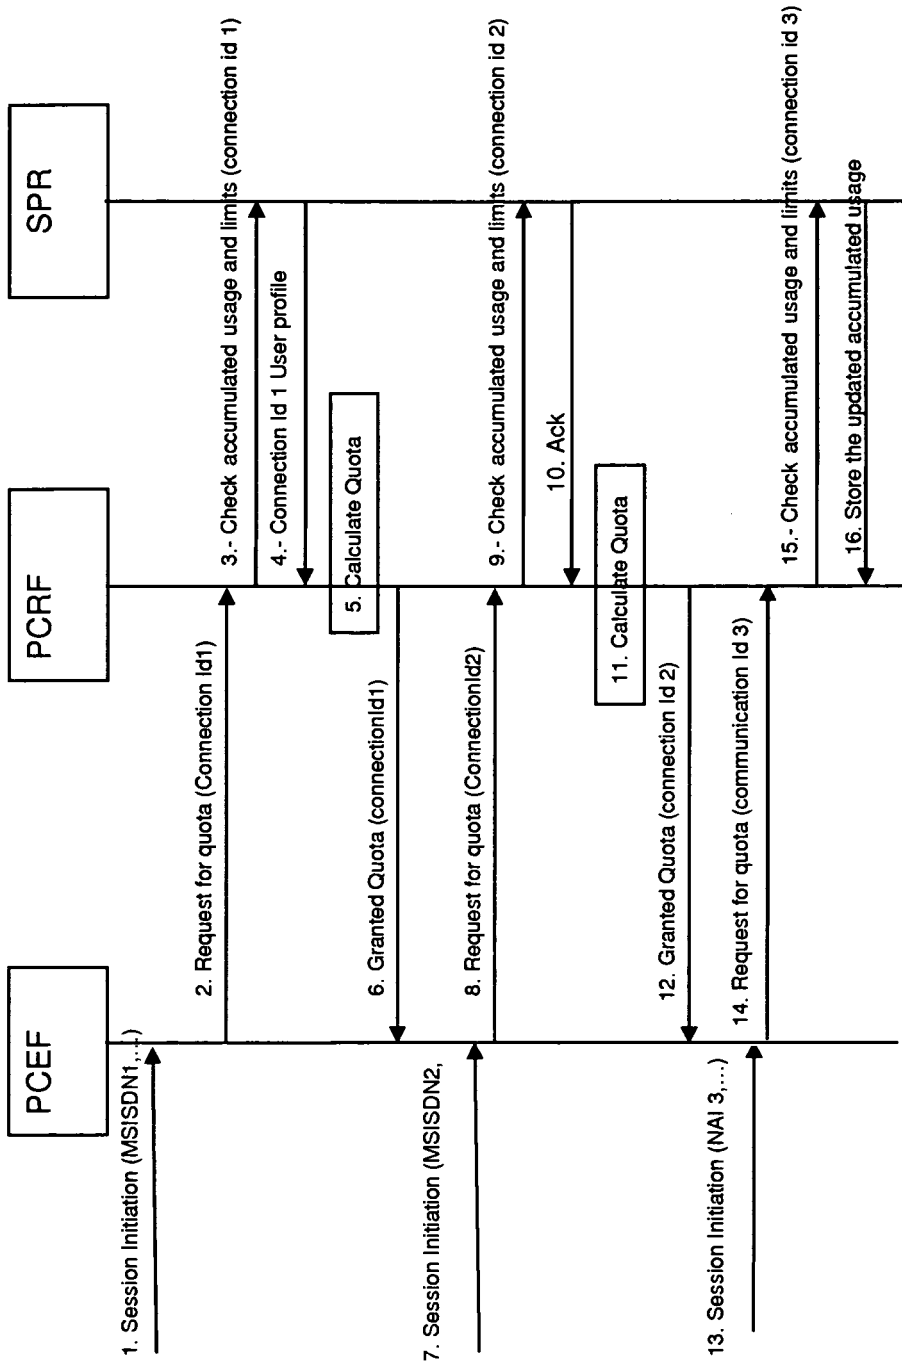 PCEF
PCRF
SPR
1. Session Initiation (MSISDN1,...)
2. Request for quota (Connection Id1)
3.- Check accumulated usage and limits (connection id 1)
4.- Connection Id 1 User profile
5. Calculate Quota
6. Granted Quota (connectionId1)
7. Session Initiation (MSISDN2,
8. Request for quota (ConnectionId2)
9.- Check accumulated usage and limits (connection id 2)
10. Ack
11. Calculate Quota
12. Granted Quota (connection Id 2)
13. Session Initiation (NAI 3,...)
14. Request for quota (communication Id 3)
15.- Check accumulated usage and limits (connection id 3)
16. Store the updated accumulated usage